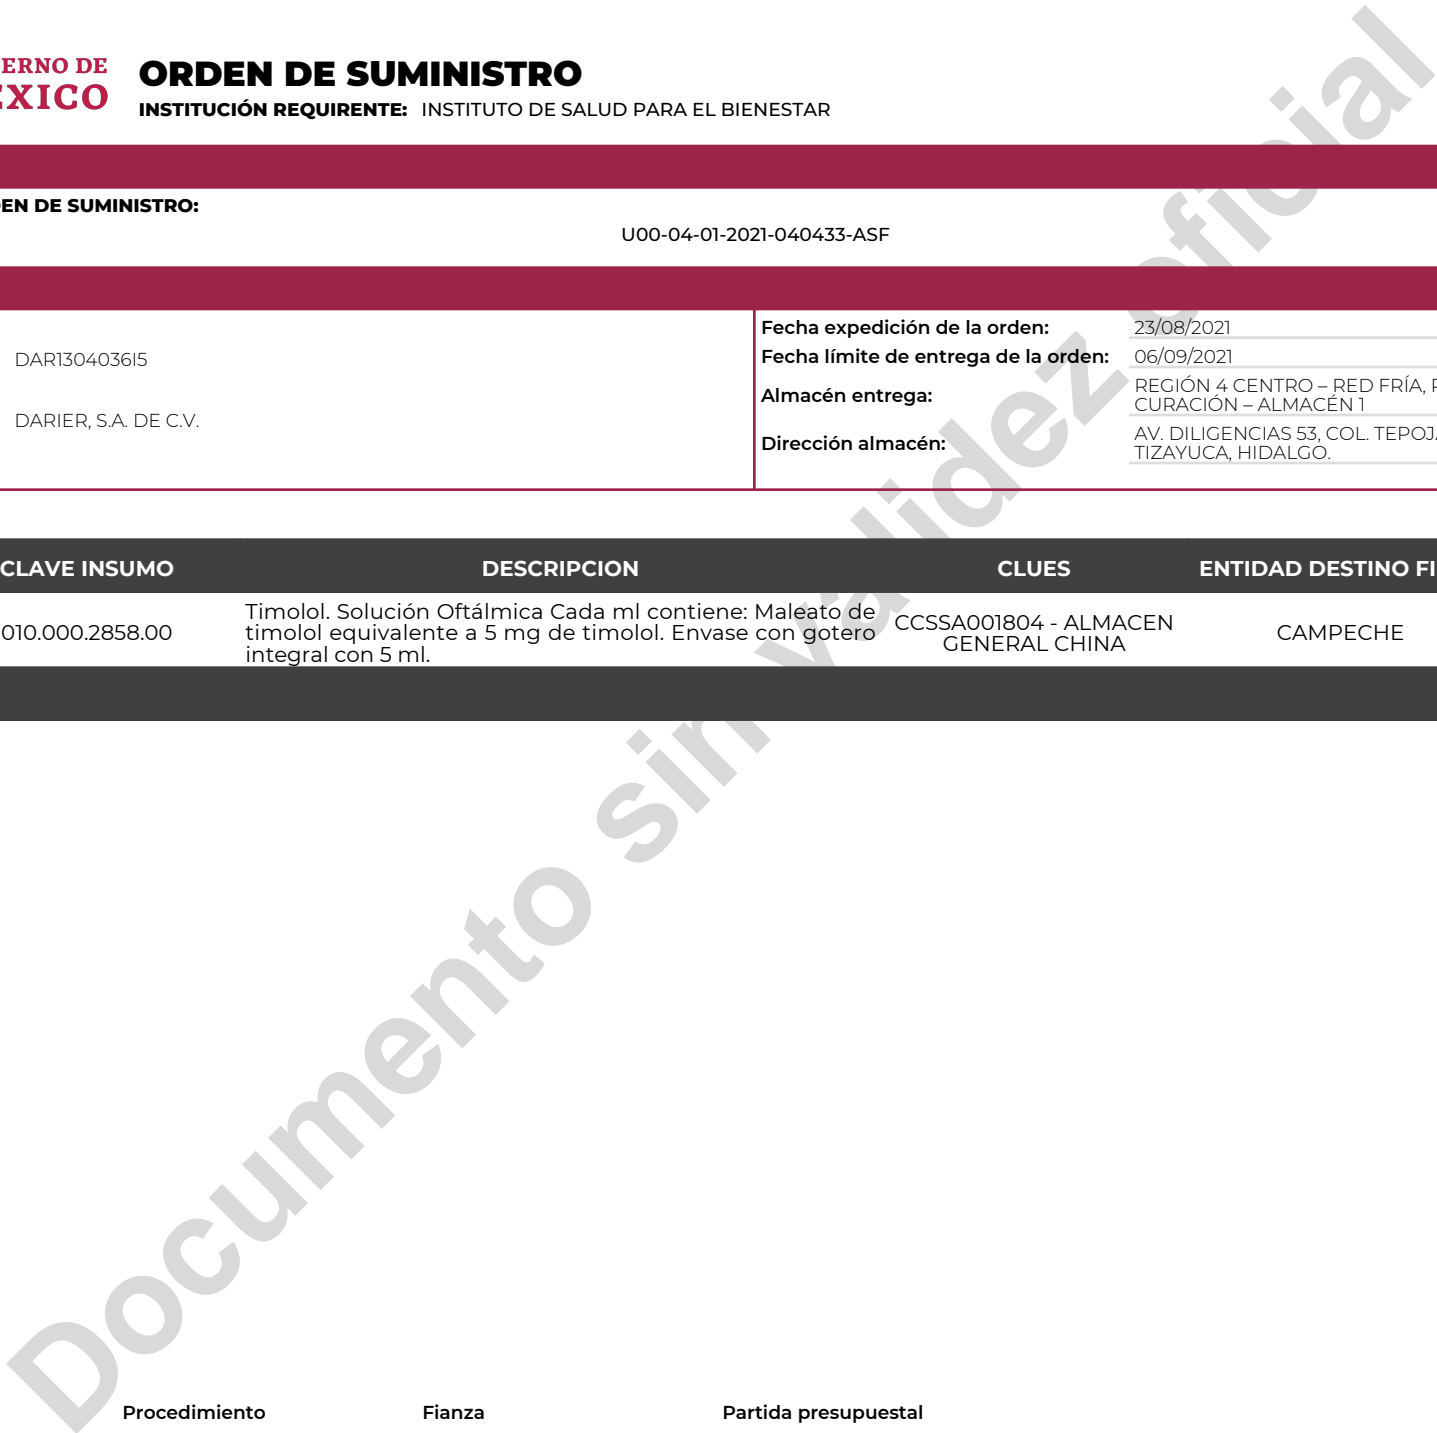 ERNO DE
ÉXICO
ORDEN DE SUMINISTRO
INSTITUCIÓN REQUIRENTE: INSTITUTO DE SALUD PARA EL BIENESTAR
EN DE SUMINISTRO:
U00-04-01-2021-040433-ASF
DAR1304036I5
DARIER, S.A. DE C.V.
Fecha expedición de la orden: 23/08/2021
Fecha límite de entrega de la orden: 06/09/2021
Almacén entrega: REGIÓN 4 CENTRO – RED FRÍA,
CURACIÓN – ALMACÉN 1
Dirección almacén: AV. DILIGENCIAS 53, COL. TEPOJ
TIZAYUCA, HIDALGO.
CLAVE INSUMO DESCRIPCION CLUES ENTIDAD DESTINO FI
010.000.2858.00
Timolol. Solución Oftálmica Cada ml contiene: Maleato de
timolol equivalente a 5 mg de timolol. Envase con gotero
integral con 5 ml.
CCSSA001804 - ALMACEN
GENERAL CHINA
CAMPECHE
Documento sin validez oficial
Procedimiento Fianza Partida presupuestal